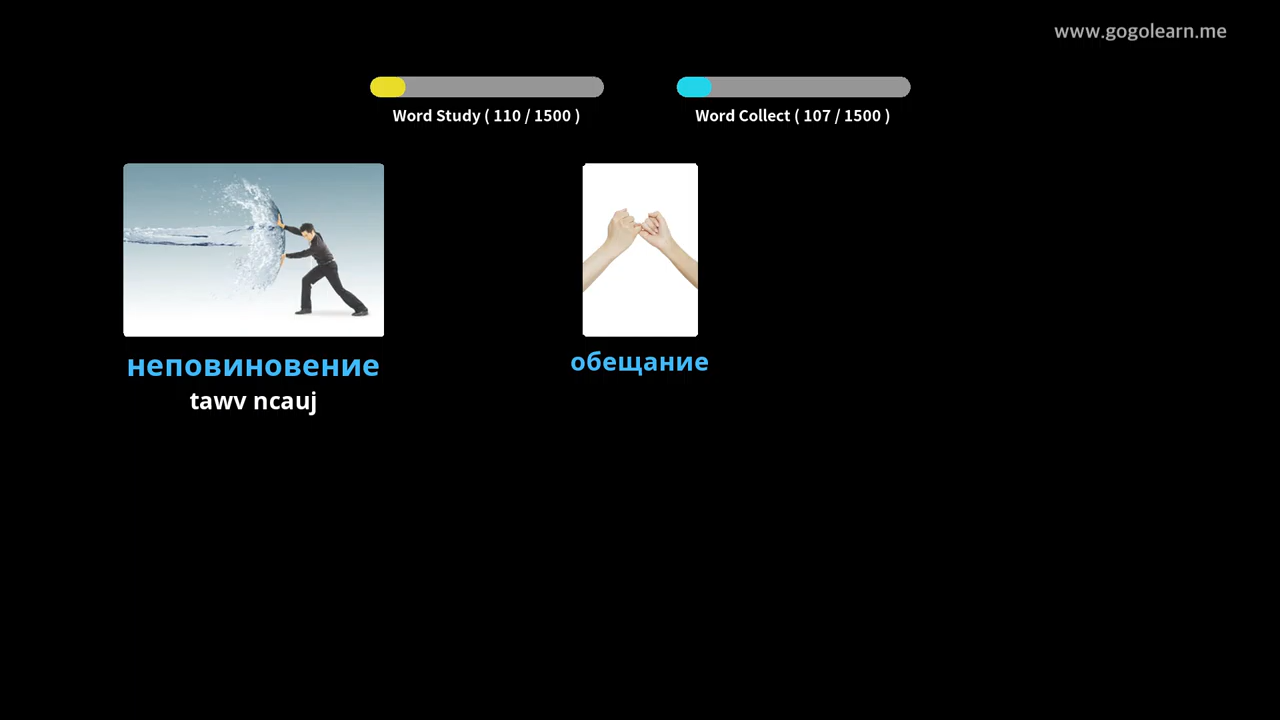 www.gogolearn.me
Word Study ( 110 / 1500 )
Word Collect ( 107 / 1500 )
неповиновение
tawv ncauj
обещание